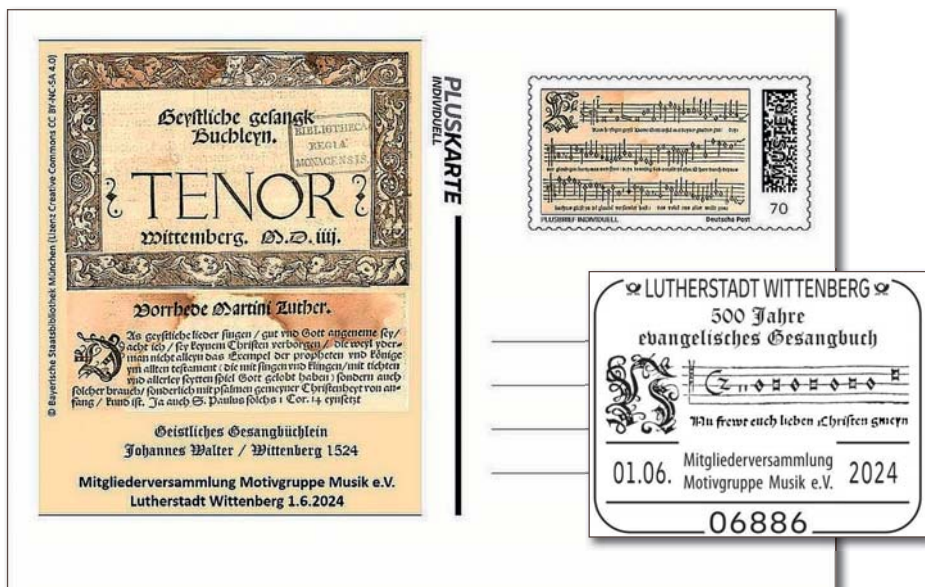 © Bayerische Staatsbibliothek München (Lizenz Creative Commons CC BY-NC-SA 4.0)
Geystliche gesangk
Buchleyn.
BIBLIOTHECA
REGIA
MONACENSIS.
TENOR
Wittemberg. M.D.iiij.
Vorrhede Martini Luther.
DAs geystliche lieder singen / gut vnd Gott angeneme sey /
acht ich / sey keynem Christen verborgen / die weyl yder-
man nicht alleyn das Exempel der propheten vnd könige
ym allten testament (die mit singen vnd klingen / mit tichten
vnd allerley seytten spiel Gott gelobt haben) sondern auch
solcher brauch / sonderlich mit psalmen gemeyner Christenheyt von an-
fang / kund ist. Ja auch S. Paulus solchs 1 Cor. 14 eynsetzt
Geistliches Gesangbüchlein
Johannes Walter / Wittenberg 1524
Mitgliederversammlung Motivgruppe Musik e.V.
Lutherstadt Wittenberg 1.6.2024
PLUSKARTE
INDIVIDUELL
MUSTER
70
PLUSBRIEF INDIVIDUELL
Deutsche Post
LUTHERSTADT WITTENBERG
500 Jahre
evangelisches Gesangbuch
Nu frewt euch lieben Christen gmeyn
01.06. Mitgliederversammlung 2024
Motivgruppe Musik e.V.
06886